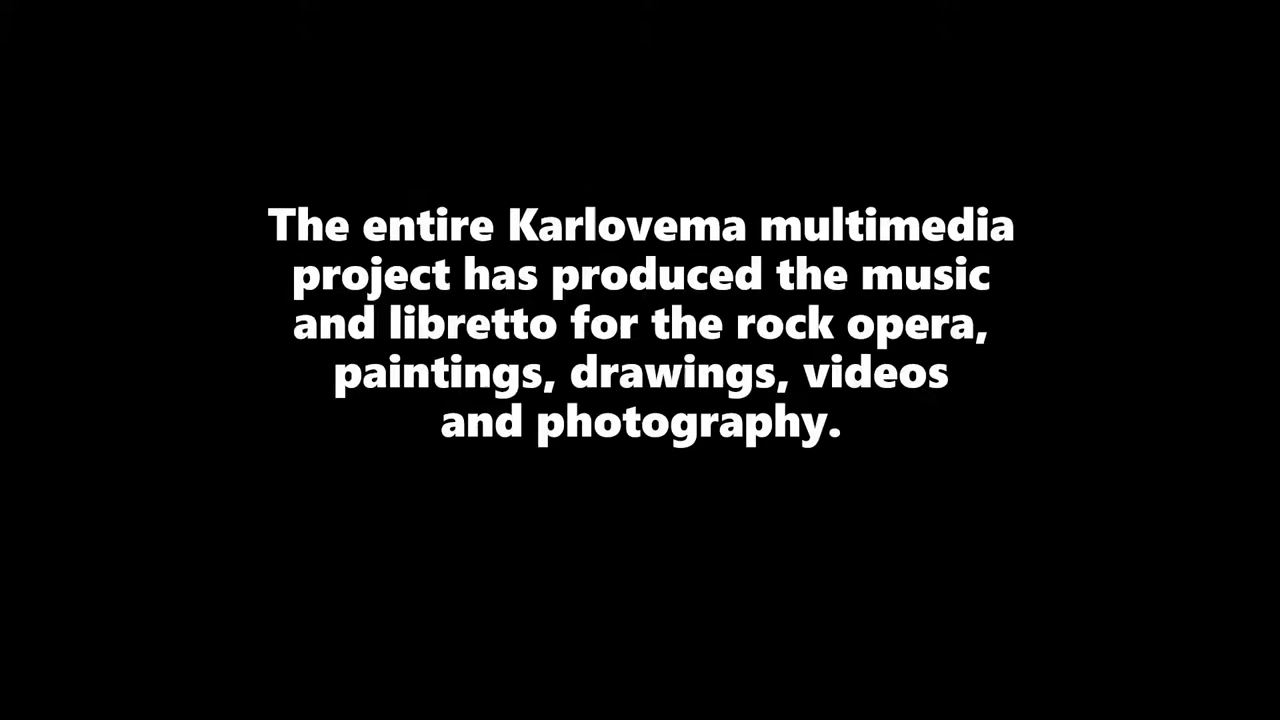 The entire Karlovema multimedia
project has produced the music
and libretto for the rock opera,
paintings, drawings, videos
and photography.